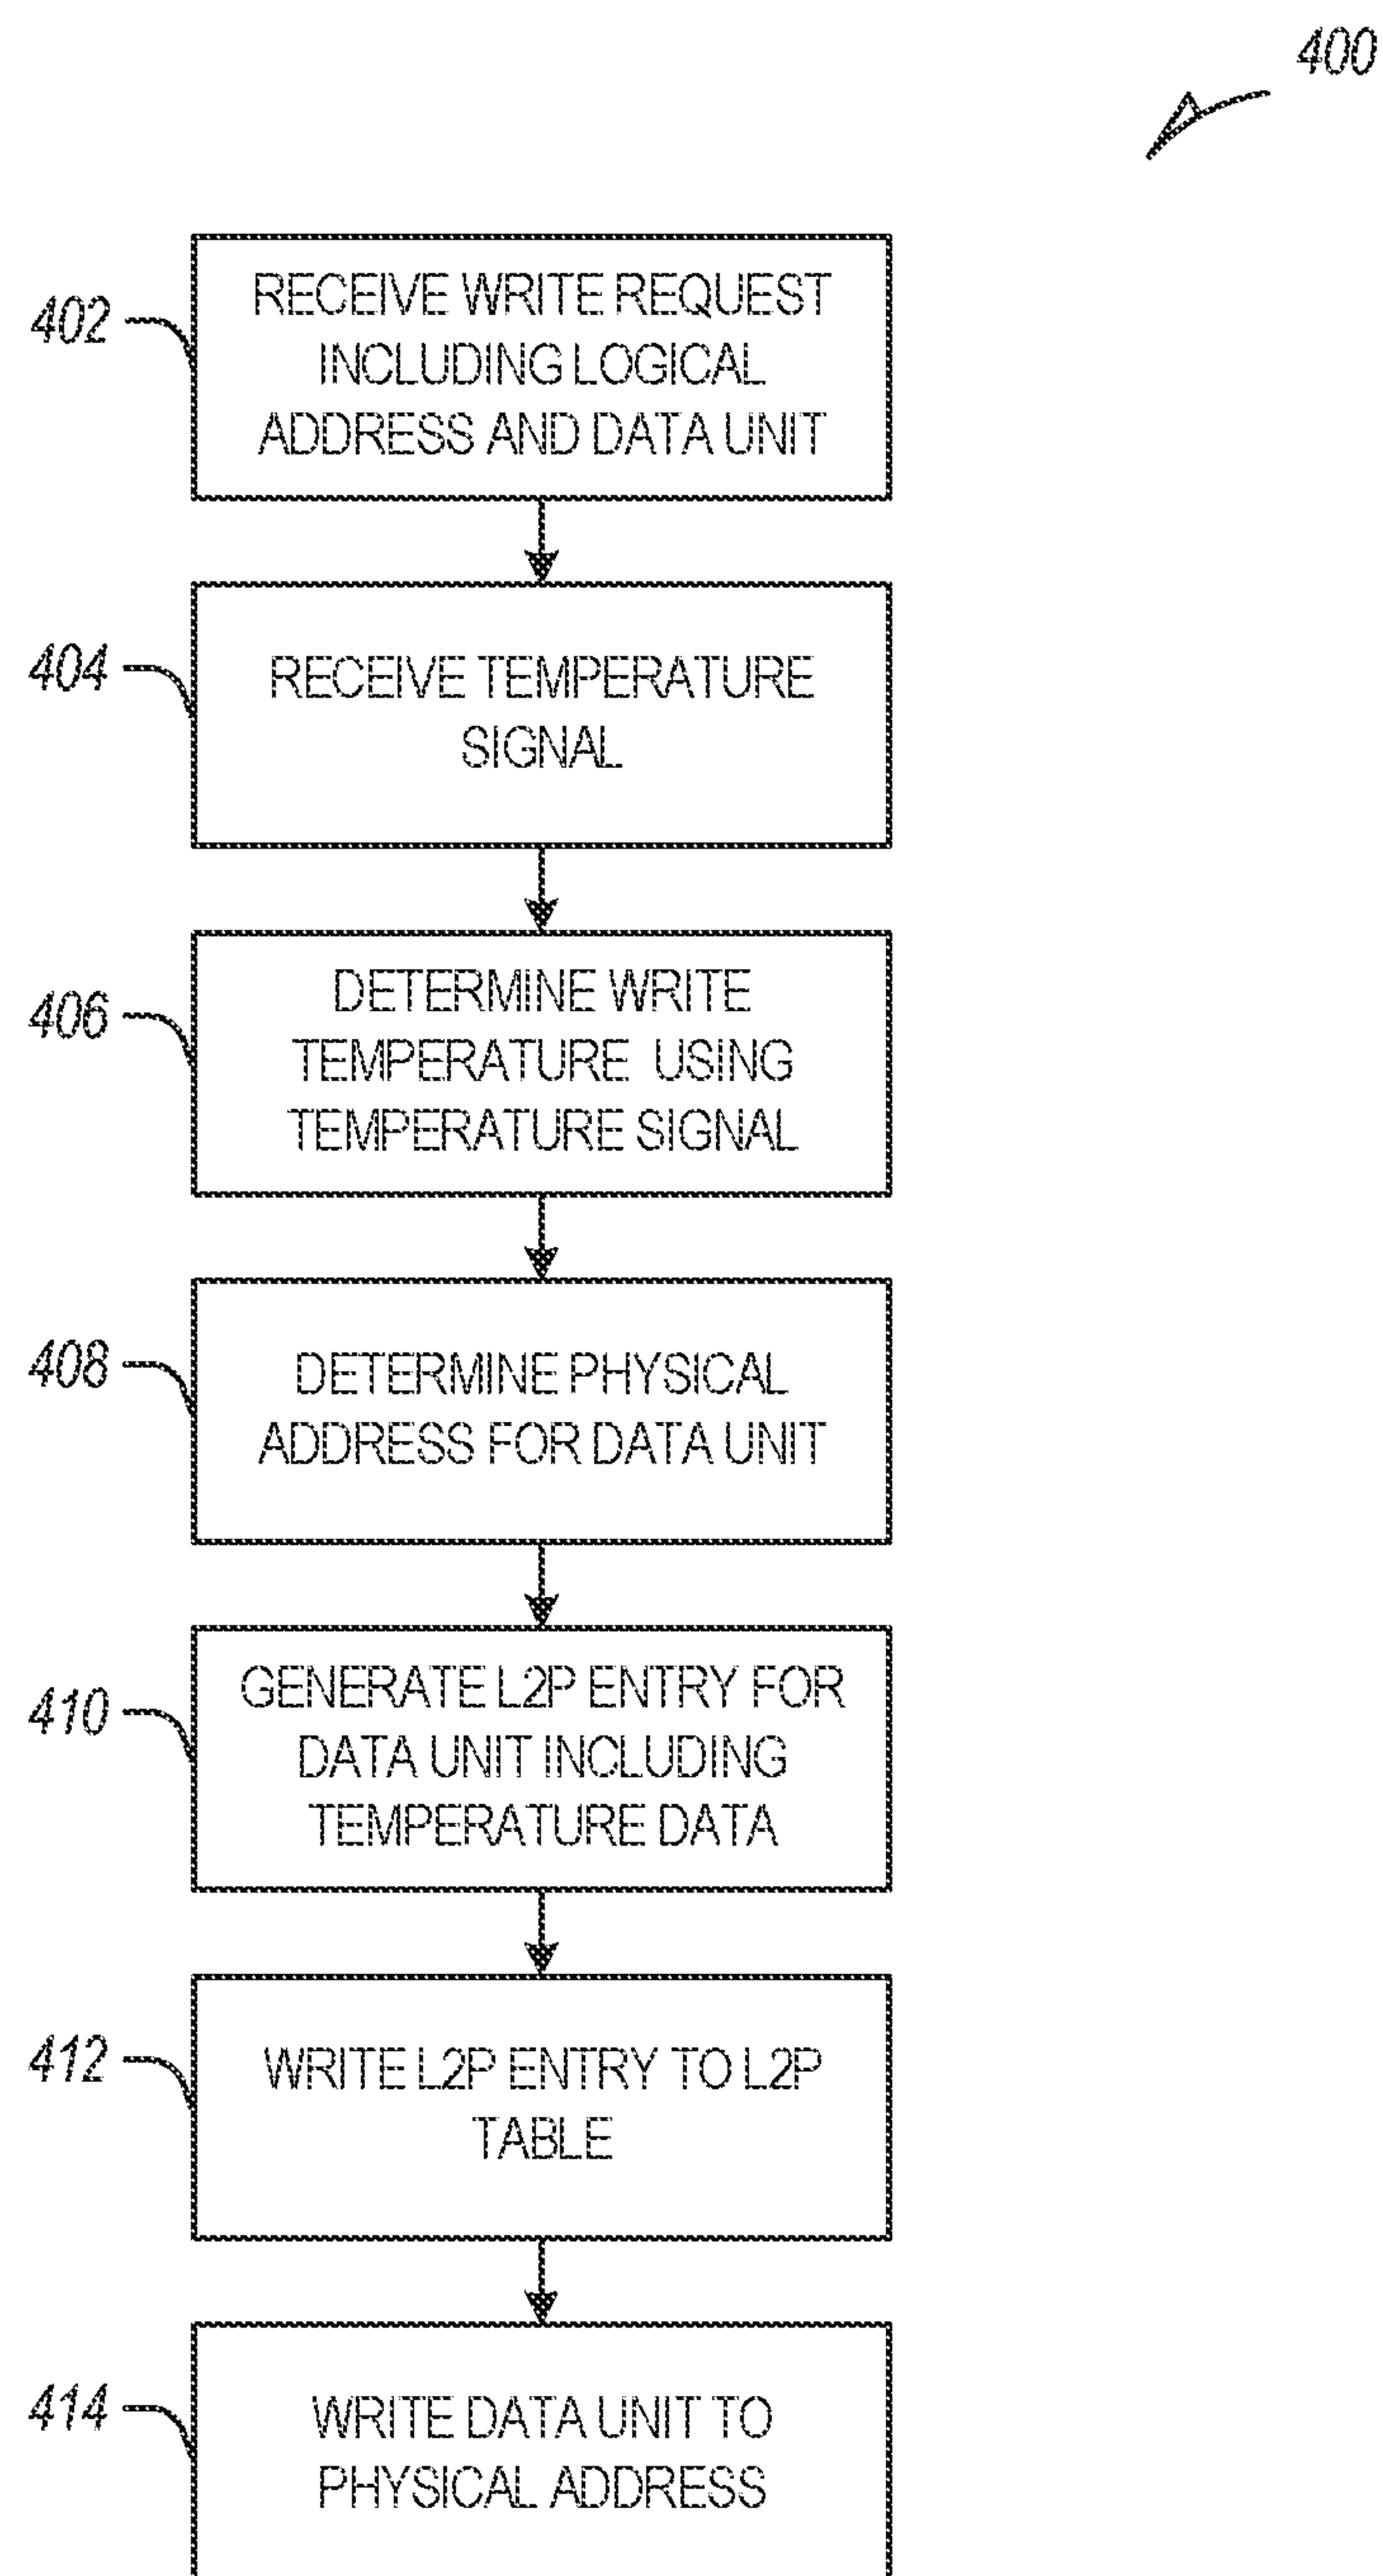 400
402
RECEIVE WRITE REQUEST
INCLUDING LOGICAL
ADDRESS AND DATA UNIT
404
RECEIVE TEMPERATURE
SIGNAL
406
DETERMINE WRITE
TEMPERATURE USING
TEMPERATURE SIGNAL
408
DETERMINE PHYSICAL
ADDRESS FOR DATA UNIT
410
GENERATE L2P ENTRY FOR
DATA UNIT INCLUDING
TEMPERATURE DATA
412
WRITE L2P ENTRY TO L2P
TABLE
414
WRITE DATA UNIT TO
PHYSICAL ADDRESS